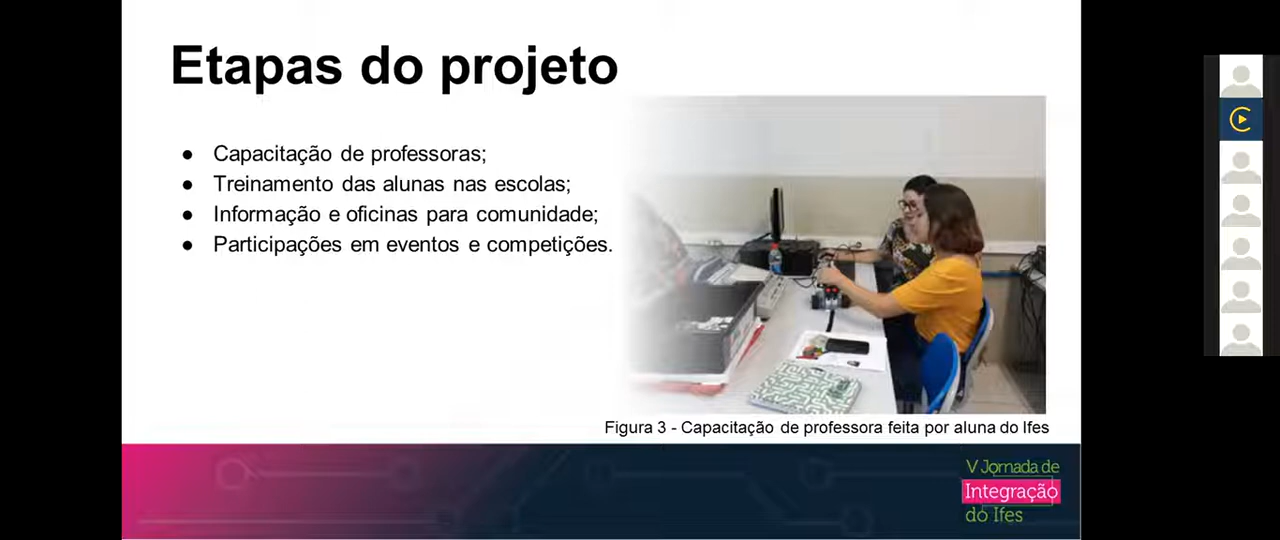 Etapas do projeto
● Capacitação de professoras;
● Treinamento das alunas nas escolas;
● Informação e oficinas para comunidade;
● Participações em eventos e competições.
Figura 3 - Capacitação de professora feita por aluna do Ifes
V Jornada de
Integração
do Ifes